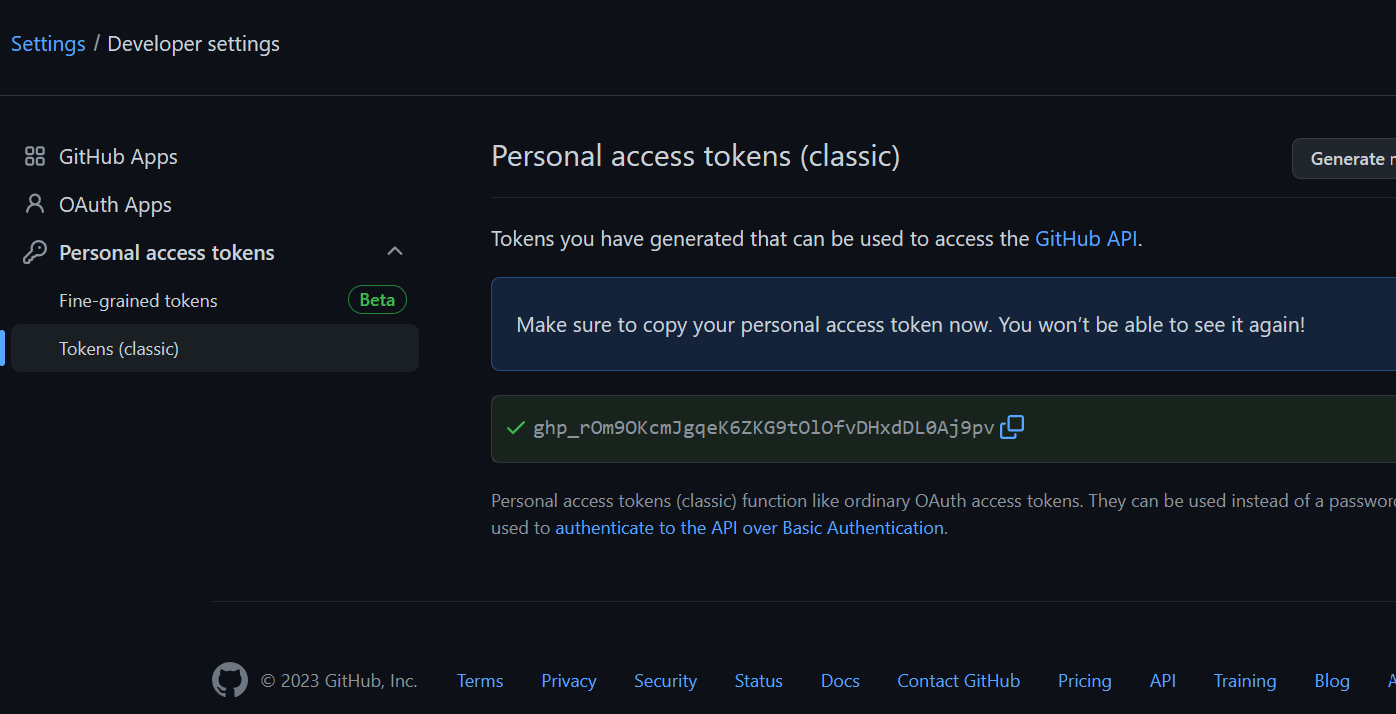 Settings / Developer settings
GitHub Apps
OAuth Apps
Personal access tokens
Fine-grained tokens Beta
Tokens (classic)
Personal access tokens (classic)
Generate
Tokens you have generated that can be used to access the GitHub API.
Make sure to copy your personal access token now. You won’t be able to see it again!
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
Personal access tokens (classic) function like ordinary OAuth access tokens. They can be used instead of a
used to authenticate to the API over Basic Authentication.
© 2023 GitHub, Inc. Terms Privacy Security Status Docs Contact GitHub Pricing API Training Blog